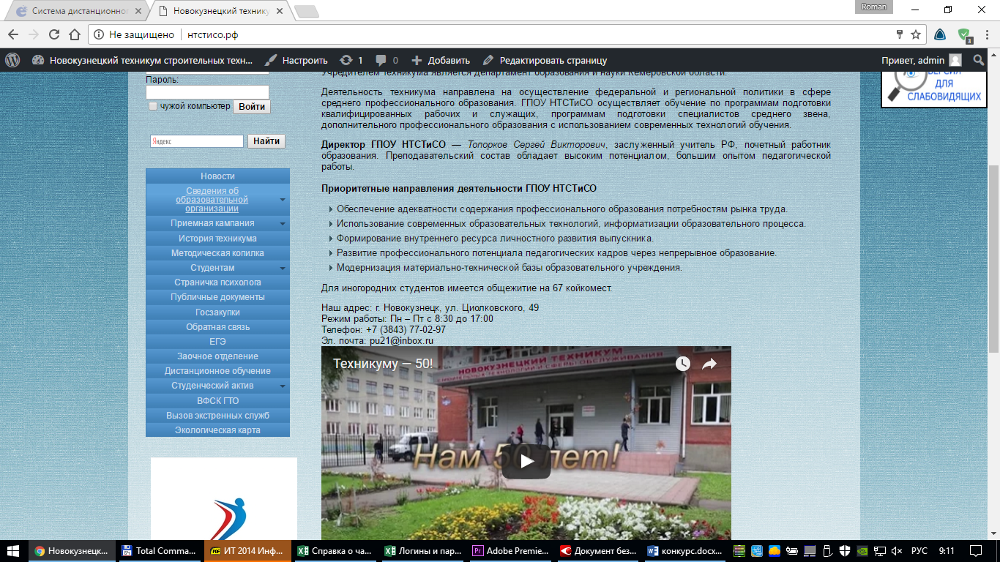 Система дистанционног
Новокузнецкий технику
Roman
Не защищено
нтстисо.рф
3
Новокузнецкий техникум строительных техн...
Настроить
1
0
Добавить
Редактировать страницу
Привет, admin
Пароль:
чужой компьютер
Войти
Яндекс
Найти
Новости
Сведения об
образовательной
организации
Приемная кампания
История техникума
Методическая копилка
Студентам
Страничка психолога
Публичные документы
Госзакупки
Обратная связь
ЕГЭ
Заочное отделение
Дистанционное обучение
Студенческий актив
ВФСК ГТО
Вызов экстренных служб
Экологическая карта
Учредителем техникума является департамент образования и науки Кемеровской области.
Деятельность техникума направлена на осуществление федеральной и региональной политики в сфере
среднего профессионального образования. ГПОУ НТСТиСО осуществляет обучение по программам подготовки
квалифицированных рабочих и служащих, программам подготовки специалистов среднего звена,
дополнительного профессионального образования с использованием современных технологий обучения.
Директор ГПОУ НТСТиСО — Топорков Сергей Викторович, заслуженный учитель РФ, почетный работник
образования. Преподавательский состав обладает высоким потенциалом, большим опытом педагогической
работы.
Приоритетные направления деятельности ГПОУ НТСТиСО
Обеспечение адекватности содержания профессионального образования потребностям рынка труда.
Использование современных образовательных технологий, информатизации образовательного процесса.
Формирование внутреннего ресурса личностного развития выпускника.
Развитие профессионального потенциала педагогических кадров через непрерывное образование.
Модернизация материально-технической базы образовательного учреждения.
Для иногородних студентов имеется общежитие на 67 койкомест.
Наш адрес: г. Новокузнецк, ул. Циолковского, 49
Режим работы: Пн – Пт с 8:30 до 17:00
Телефон: +7 (3843) 77-02-97
Эл. почта: pu21@inbox.ru
Техникуму — 50!
НОВОКУЗНЕЦКИЙ ТЕХНИКУМ
СТРОИТЕЛЬНЫХ ТЕХНОЛОГИЙ И СФЕРЫ ОБСЛУЖИВАНИЯ
Нам 50 лет!
ВЕРСИЯ
ДЛЯ
СЛАБОВИДЯЩИХ
Новокузнецк...
Total Comma...
ИТ 2014 Инф...
Справка о ча...
Логины и пар...
Adobe Premie...
Документ без...
конкурс.docx...
РУС
9:11